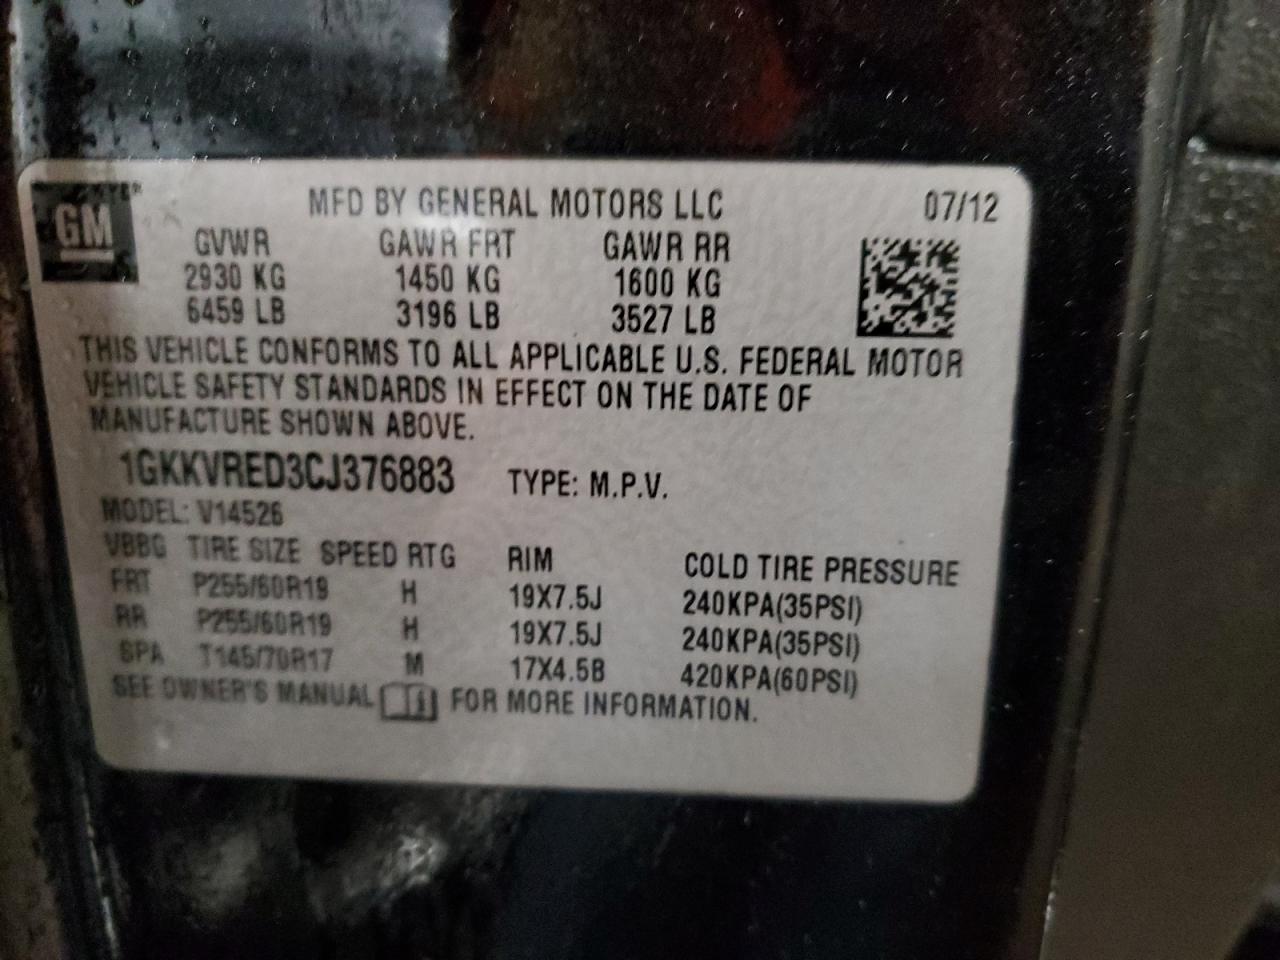 GM
MFD BY GENERAL MOTORS LLC 07/12
GVWR GAWR FRT GAWR RR
2930 KG 1450 KG 1600 KG
6459 LB 3196 LB 3527 LB
THIS VEHICLE CONFORMS TO ALL APPLICABLE U.S. FEDERAL MOTOR
VEHICLE SAFETY STANDARDS IN EFFECT ON THE DATE OF
MANUFACTURE SHOWN ABOVE.
1GKKVRED3CJ376883 TYPE: M.P.V.
MODEL: V14526
VBBG TIRE SIZE SPEED RTG RIM COLD TIRE PRESSURE
FRT P255/60R19 H 19X7.5J 240KPA(35PSI)
RR P255/60R19 H 19X7.5J 240KPA(35PSI)
SPA T145/70R17 M 17X4.5B 420KPA(60PSI)
SEE OWNER'S MANUAL FOR MORE INFORMATION.